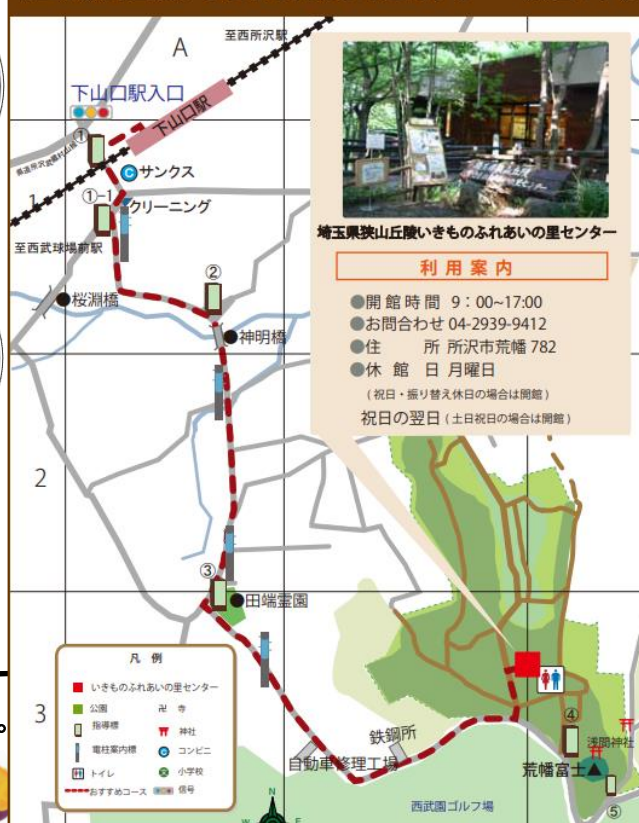 A
至西所沢駅
下山口駅入口
下山口駅
①
サンクス
1
①-1
クリーニング
至西武球場前駅
②
桜淵橋
神明橋
埼玉県狭山丘陵いきものふれあいの里センター
利用案内
●開館時間 9:00~17:00
●お問合わせ 04-2939-9412
●住 所 所沢市荒幡 782
●休 館 日 月曜日
(祝日・振り替え休日の場合は開館)
祝日の翌日(土日祝日の場合は開館)
2
③
田端霊園
凡 例
いきものふれあいの里センター
公園
寺
指導標
神社
電柱案内標
コンビニ
トイレ
小学校
おすすめコース
信号
3
鉄鋼所
自動車修理工場
④
浅間神社
荒幡富士
西武園ゴルフ場
⑤
N
W
E